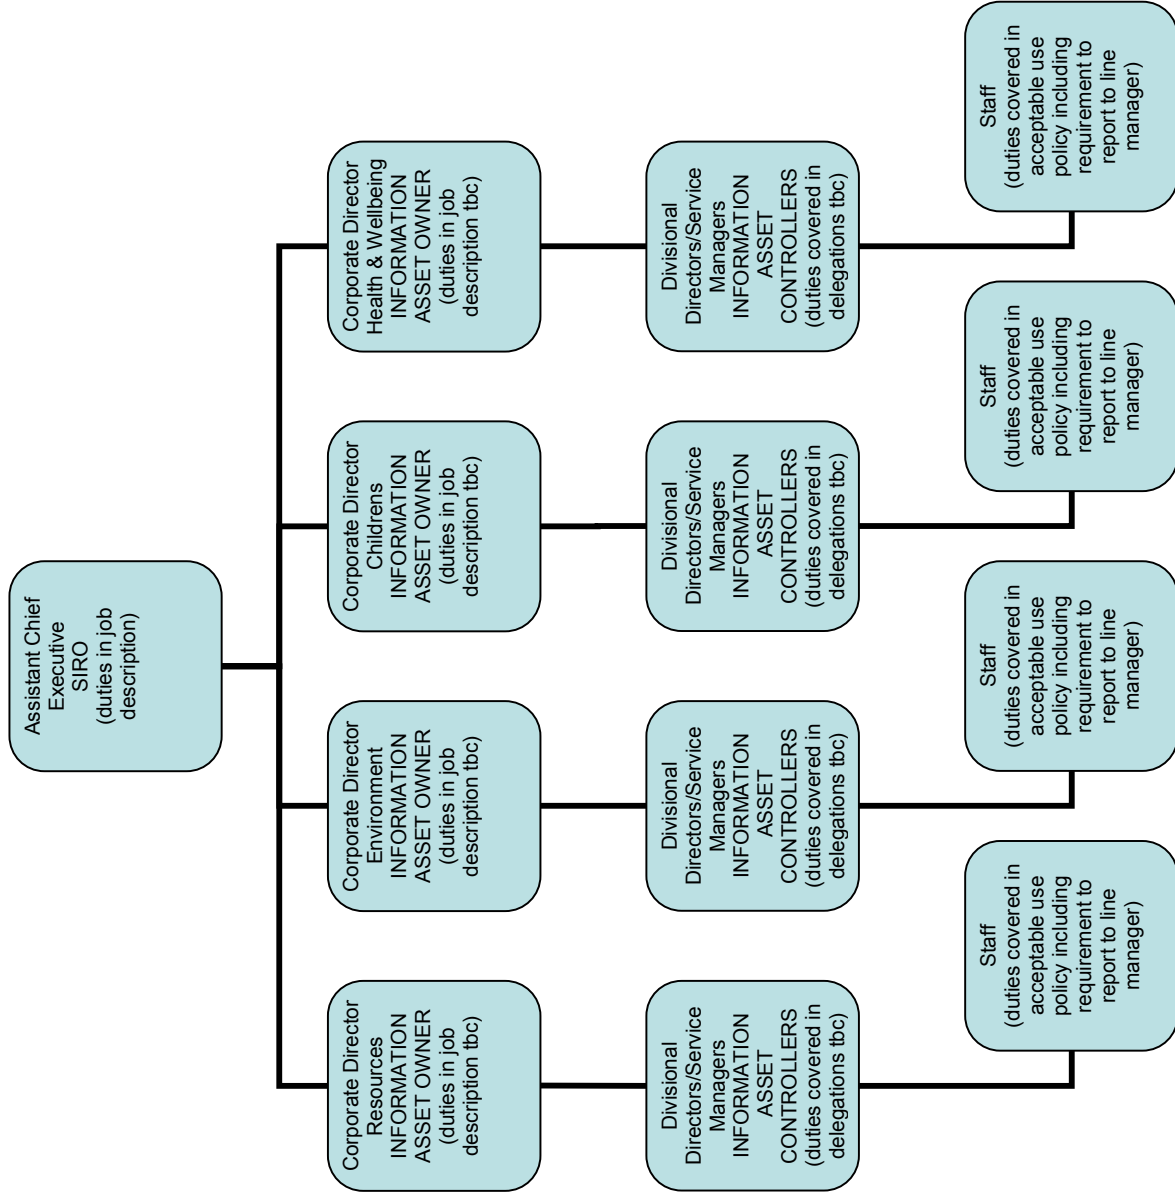 Assistant Chief
Executive
SIRO
(duties in job
description)
Corporate Director
Resources
INFORMATION
ASSET OWNER
(duties in job
description tbc)
Corporate Director
Environment
INFORMATION
ASSET OWNER
(duties in job
description tbc)
Corporate Director
Childrens
INFORMATION
ASSET OWNER
(duties in job
description tbc)
Corporate Director
Health & Wellbeing
INFORMATION
ASSET OWNER
(duties in job
description tbc)
Divisional
Directors/Service
Managers
INFORMATION
ASSET
CONTROLLERS
(duties covered in
delegations tbc)
Divisional
Directors/Service
Managers
INFORMATION
ASSET
CONTROLLERS
(duties covered in
delegations tbc)
Divisional
Directors/Service
Managers
INFORMATION
ASSET
CONTROLLERS
(duties covered in
delegations tbc)
Divisional
Directors/Service
Managers
INFORMATION
ASSET
CONTROLLERS
(duties covered in
delegations tbc)
Staff
(duties covered in
acceptable use
policy including
requirement to
report to line
manager)
Staff
(duties covered in
acceptable use
policy including
requirement to
report to line
manager)
Staff
(duties covered in
acceptable use
policy including
requirement to
report to line
manager)
Staff
(duties covered in
acceptable use
policy including
requirement to
report to line
manager)